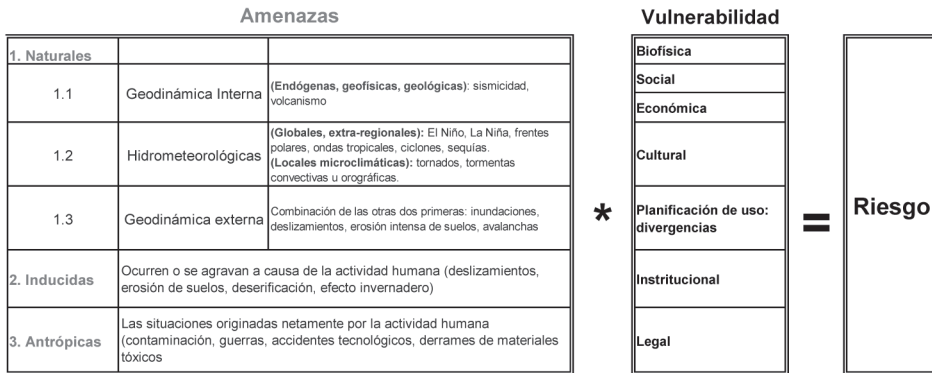 Amenazas
Vulnerabilidad
1. Naturales
1.1
Geodinámica Interna
(Endógenas, geofísicas, geológicas): sismicidad,
volcanismo
1.2
Hidrometeorológicas
(Globales, extra-regionales): El Niño, La Niña, frentes
polares, ondas tropicales, ciclones, sequías.
(Locales microclimáticas): tornados, tormentas
convectivas u orográficas.
1.3
Geodinámica externa
Combinación de las otras dos primeras: inundaciones,
deslizamientos, erosión intensa de suelos, avalanchas
2. Inducidas
Ocurren o se agravan a causa de la actividad humana (deslizamientos,
erosión de suelos, deserificación, efecto invernadero)
3. Antrópicas
Las situaciones originadas netamente por la actividad humana
(contaminación, guerras, accidentes tecnológicos, derrames de materiales
tóxicos
*
Biofísica
Social
Económica
Cultural
Planificación de uso:
divergencias
Institucional
Legal
=
Riesgo